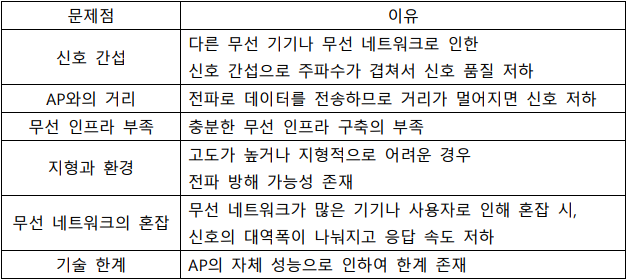 문제점 이유
신호 간섭 다른 무선 기기나 무선 네트워크로 인한
신호 간섭으로 주파수가 겹쳐서 신호 품질 저하
AP와의 거리 전파로 데이터를 전송하므로 거리가 멀어지면 신호 저하
무선 인프라 부족 충분한 무선 인프라 구축의 부족
지형과 환경 고도가 높거나 지형적으로 어려운 경우
전파 방해 가능성 존재
무선 네트워크의 혼잡 무선 네트워크가 많은 기기나 사용자로 인해 혼잡 시,
신호의 대역폭이 나눠지고 응답 속도 저하
기술 한계 AP의 자체 성능으로 인하여 한계 존재